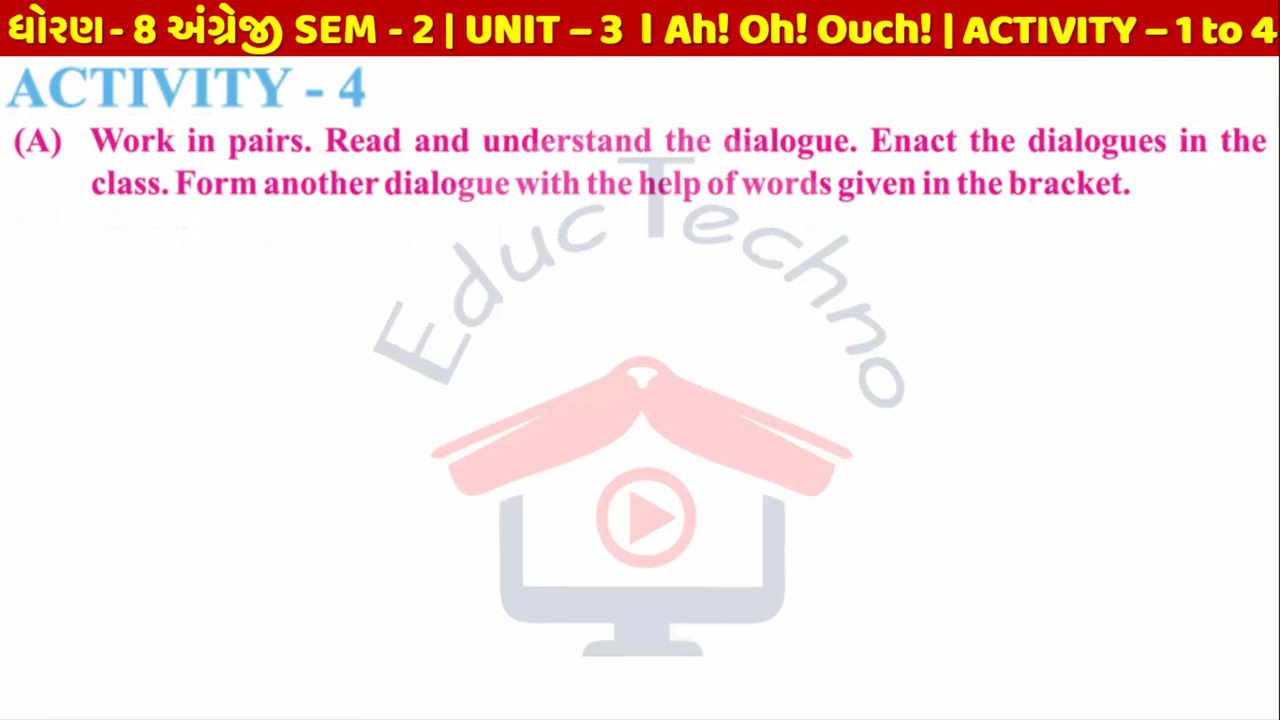 ધોરણ - 8 અંગ્રેજી SEM - 2 | UNIT – 3 l Ah! Oh! Ouch! | ACTIVITY – 1 to 4
ACTIVITY - 4
(A) Work in pairs. Read and understand the dialogue. Enact the dialogues in the
class. Form another dialogue with the help of words given in the bracket.
EducTechno